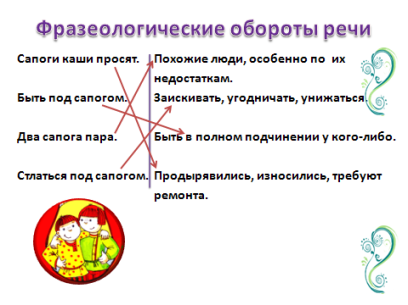 Фразеологические обороты речи
Сапоги каши просят. Похожие люди, особенно по их
недостаткам.
Быть под сапогом. Заискивать, угодничать, унижаться.
Два сапога пара. Быть в полном подчинении у кого-либо.
Стлаться под сапогом. Продырявились, износились, требуют
ремонта.